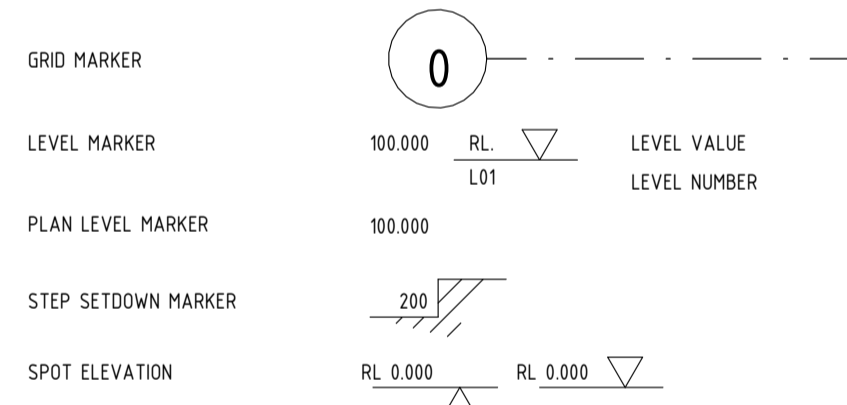 GRID MARKER 0
LEVEL MARKER 100.000 RL. LEVEL VALUE
L01 LEVEL NUMBER
PLAN LEVEL MARKER 100.000
STEP SETDOWN MARKER 200
SPOT ELEVATION RL 0.000 RL 0.000